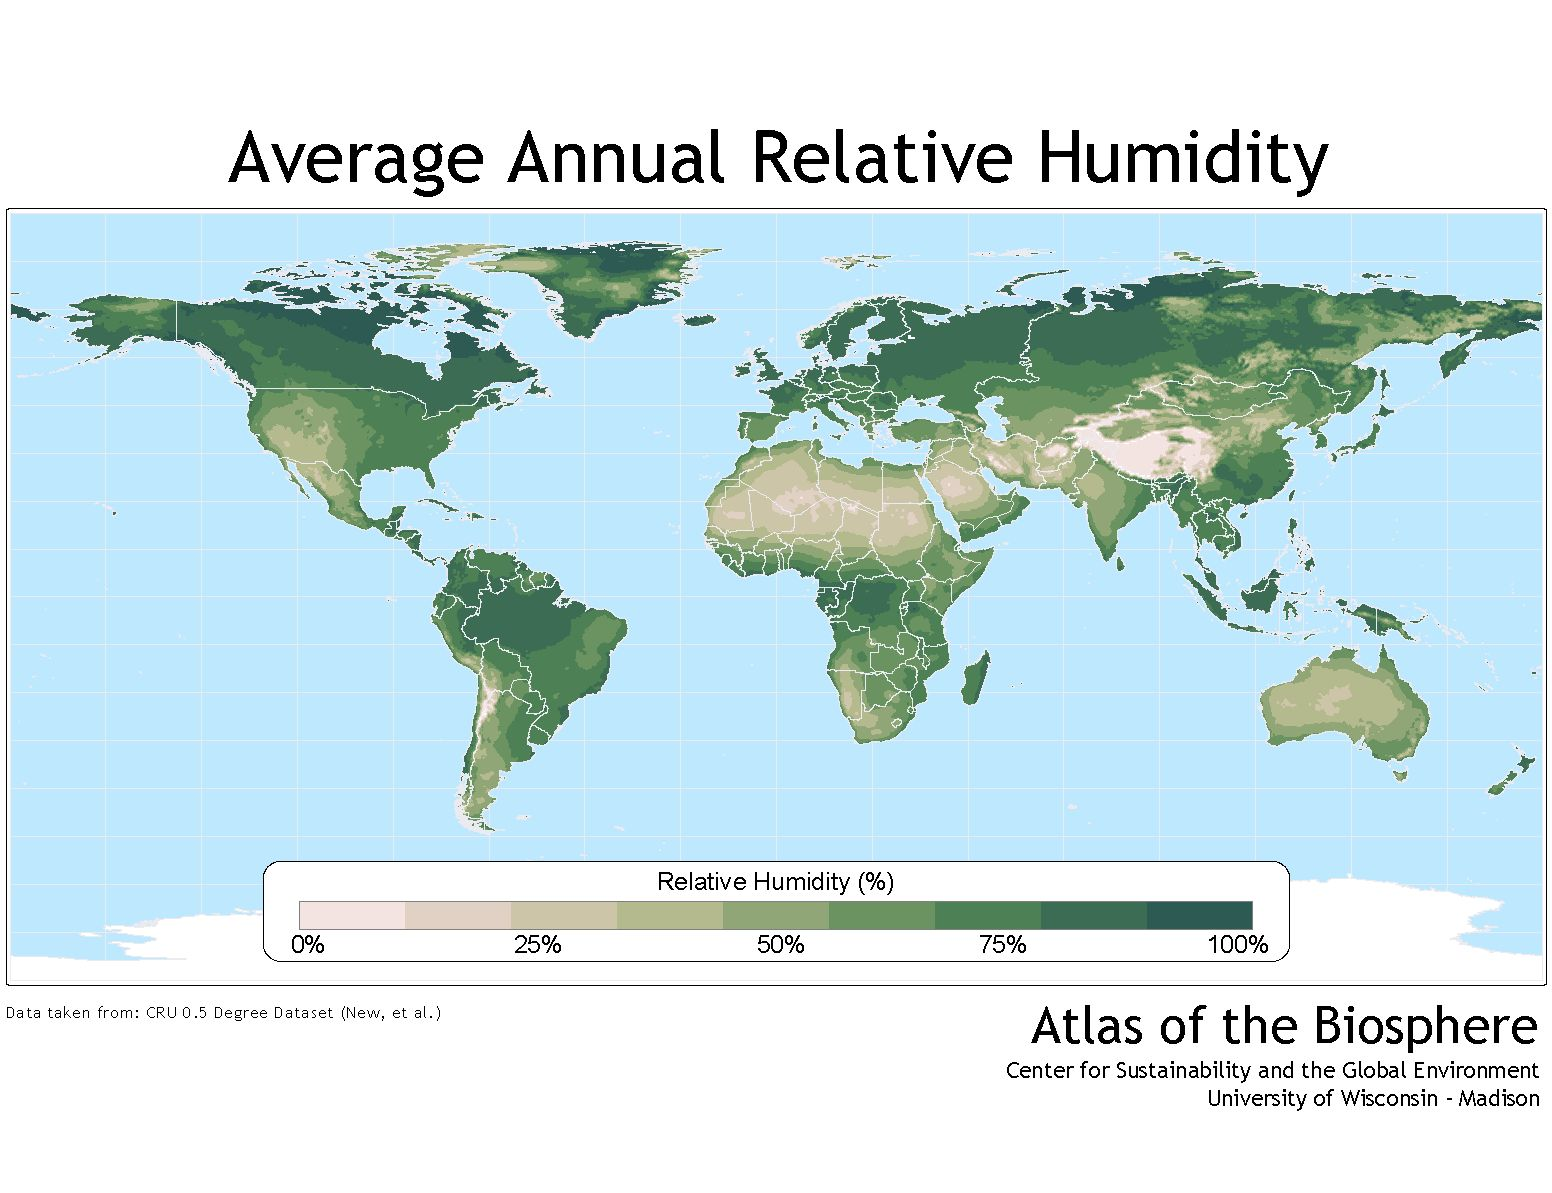 Average Annual Relative Humidity
Relative Humidity (%)
0% 25% 50% 75% 100%
Data taken from: CRU 0.5 Degree Dataset (New, et al.)
Atlas of the Biosphere
Center for Sustainability and the Global Environment
University of Wisconsin - Madison